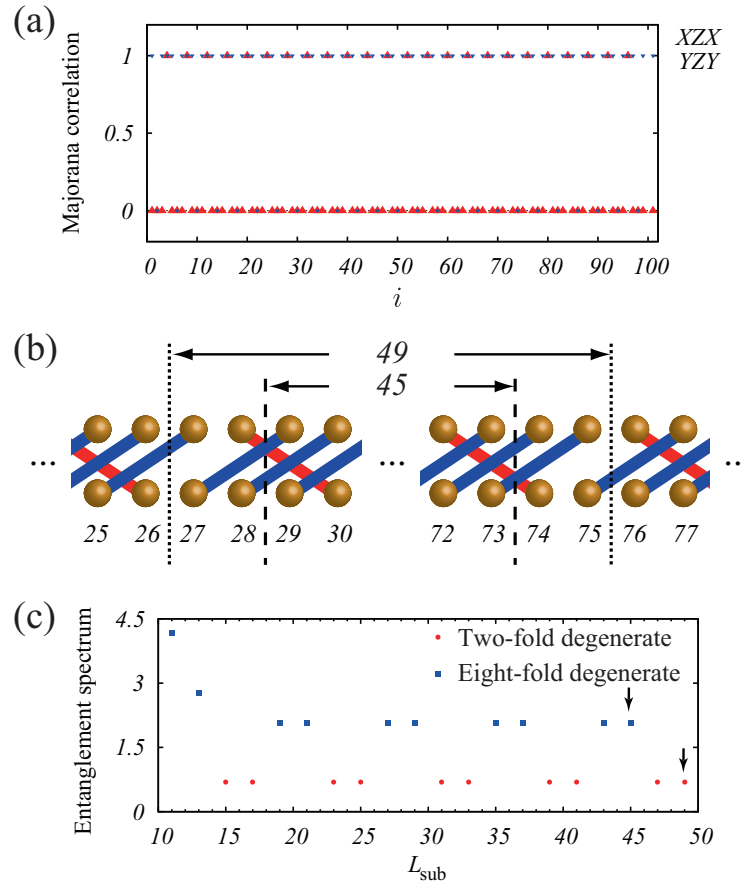 (a)
XZX
YZY
Majorana correlation
1
0.5
0
0 10 20 30 40 50 60 70 80 90 100
i
(b)
49
45
... ... ..
25 26 27 28 29 30 72 73 74 75 76 77
(c)
Entanglement spectrum
4.5
3
1.5
0
Two-fold degenerate
Eight-fold degenerate
10 15 20 25 30 35 40 45 50
Lsub